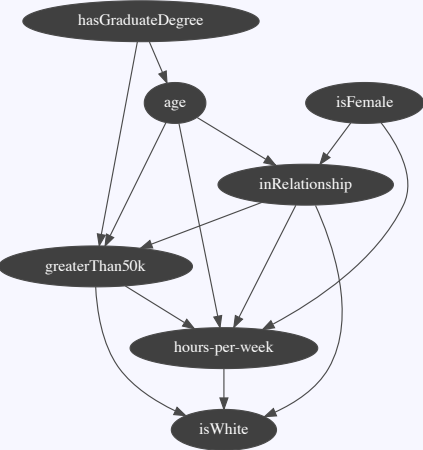 hasGraduateDegree
age
isFemale
inRelationship
greaterThan50k
hours-per-week
isWhite